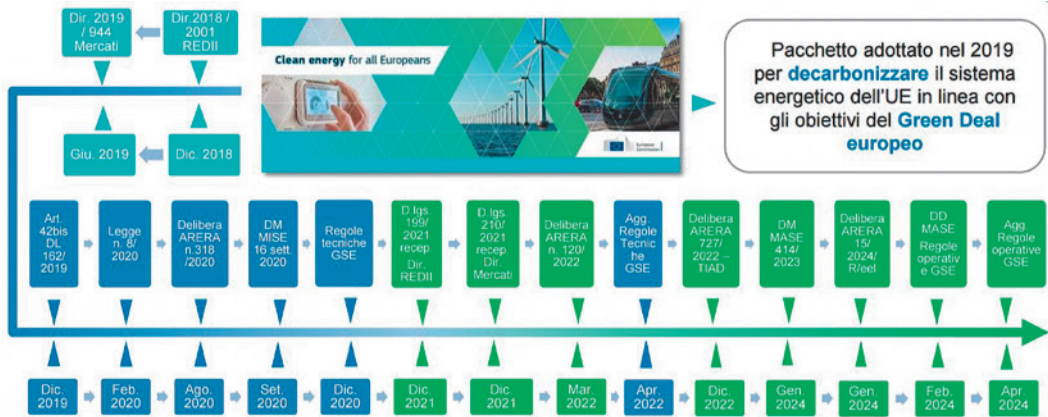 Dir. 2019
/ 944
Mercati
Dir.2018 /
2001
REDII
Giu. 2019
Dic. 2018
Clean energy for all Europeans
European
Commission
Pacchetto adottato nel 2019
per decarbonizzare il sistema
energetico dell'UE in linea con
gli obiettivi del Green Deal
europeo
Art.
42bis
DL
162/
2019
Legge
n. 8/
2020
Delibera
ARERA
n.318
/2020
DM
MISE
16 sett.
2020
Regole
tecniche
GSE
D.lgs.
199/
2021
recep
Dir.
REDII
D.lgs.
210/
2021
recep
Dir.
Mercati
Delibera
ARERA
n. 120/
2022
Agg.
Regole
Tecnic
he
GSE
Delibera
ARERA
727/
2022 –
TIAD
DM
MASE
414/
2023
Delibera
ARERA
15/
2024/
R/eel
DD
MASE
Regole
operativ
e GSE
Agg.
Regole
operative
GSE
Dic.
2019
Feb.
2020
Ago.
2020
Set.
2020
Dic.
2020
Dic.
2021
Dic.
2021
Mar.
2022
Apr.
2022
Dic.
2022
Gen.
2024
Gen.
2024
Feb.
2024
Apr.
2024